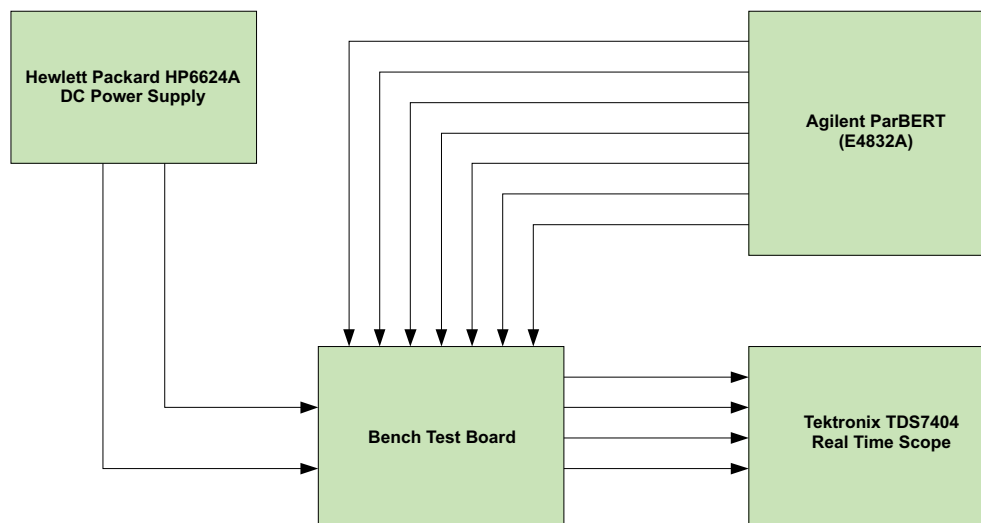 Hewlett Packard HP6624A
DC Power Supply
Agilent ParBERT
(E4832A)
Bench Test Board
Tektronix TDS7404
Real Time Scope